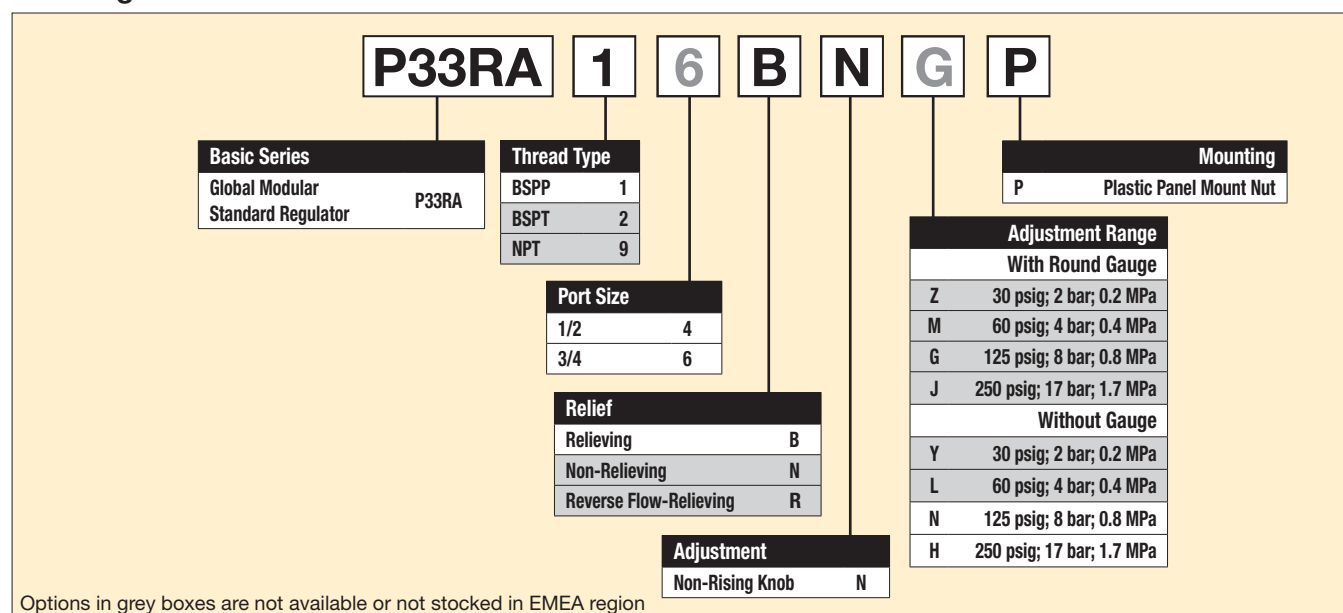 P33RA 1 6 B N G P
Basic Series
Global Modular
Standard Regulator P33RA
Thread Type
BSPP 1
BSPT 2
NPT 9
Mounting
P Plastic Panel Mount Nut
Port Size
1/2 4
3/4 6
Adjustment Range
With Round Gauge
Z 30 psig; 2 bar; 0.2 MPa
M 60 psig; 4 bar; 0.4 MPa
G 125 psig; 8 bar; 0.8 MPa
J 250 psig; 17 bar; 1.7 MPa
Without Gauge
Y 30 psig; 2 bar; 0.2 MPa
L 60 psig; 4 bar; 0.4 MPa
N 125 psig; 8 bar; 0.8 MPa
H 250 psig; 17 bar; 1.7 MPa
Relief
Relieving B
Non-Relieving N
Reverse Flow-Relieving R
Adjustment
Non-Rising Knob N
Options in grey boxes are not available or not stocked in EMEA region